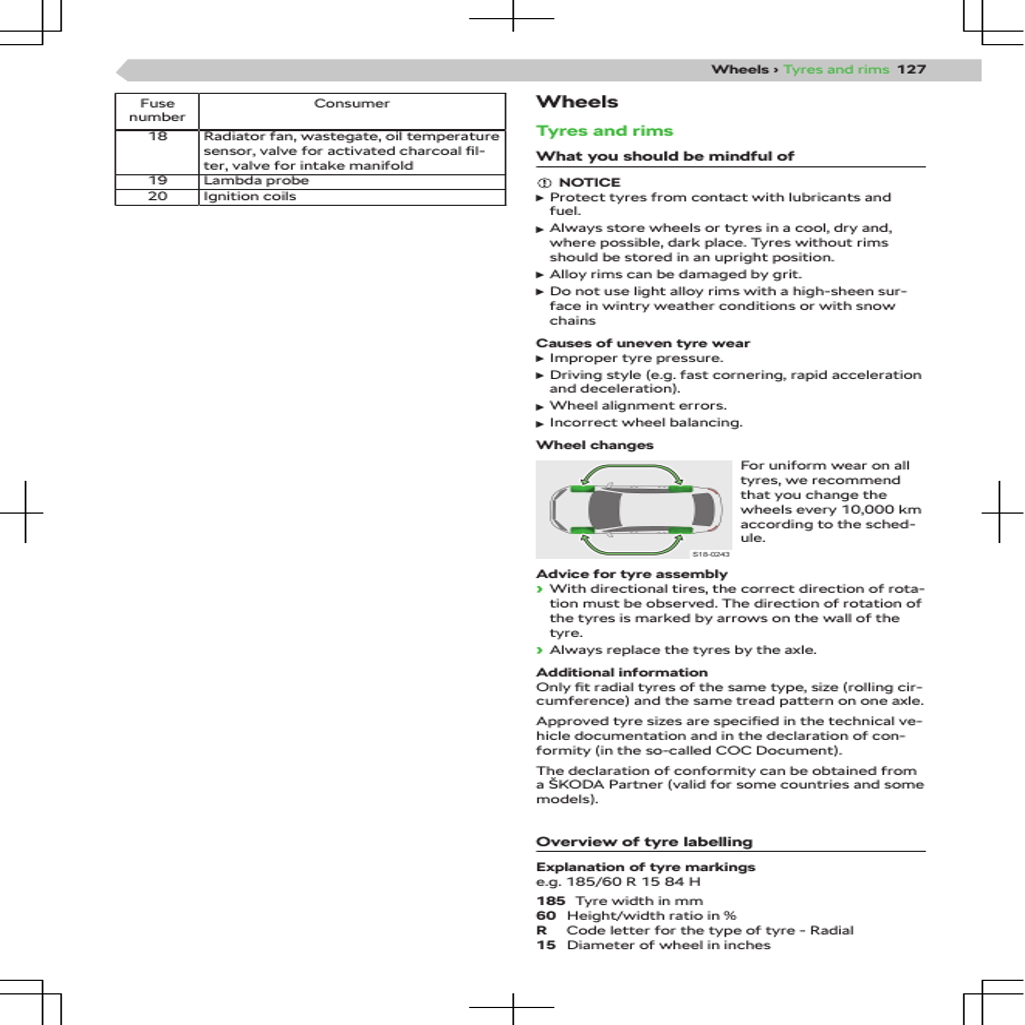 Wheels › Tyres and rims 127
Fuse
number
Consumer
18
Radiator fan, wastegate, oil temperature
sensor, valve for activated charcoal fil-
ter, valve for intake manifold
19
Lambda probe
20
Ignition coils
Wheels
Tyres and rims
What you should be mindful of
NOTICE
► Protect tyres from contact with lubricants and
fuel.
► Always store wheels or tyres in a cool, dry and,
where possible, dark place. Tyres without rims
should be stored in an upright position.
► Alloy rims can be damaged by grit.
► Do not use light alloy rims with a high-sheen sur-
face in wintry weather conditions or with snow
chains
Causes of uneven tyre wear
► Improper tyre pressure.
► Driving style (e.g. fast cornering, rapid acceleration
and deceleration).
► Wheel alignment errors.
► Incorrect wheel balancing.
Wheel changes
S18-0243
For uniform wear on all
tyres, we recommend
that you change the
wheels every 10,000 km
according to the sched-
ule.
Advice for tyre assembly
› With directional tires, the correct direction of rota-
tion must be observed. The direction of rotation of
the tyres is marked by arrows on the wall of the
tyre.
› Always replace the tyres by the axle.
Additional information
Only fit radial tyres of the same type, size (rolling cir-
cumference) and the same tread pattern on one axle.
Approved tyre sizes are specified in the technical ve-
hicle documentation and in the declaration of con-
formity (in the so-called COC Document).
The declaration of conformity can be obtained from
a ŠKODA Partner (valid for some countries and some
models).
Overview of tyre labelling
Explanation of tyre markings
e.g. 185/60 R 15 84 H
185 Tyre width in mm
60 Height/width ratio in %
R Code letter for the type of tyre - Radial
15 Diameter of wheel in inches